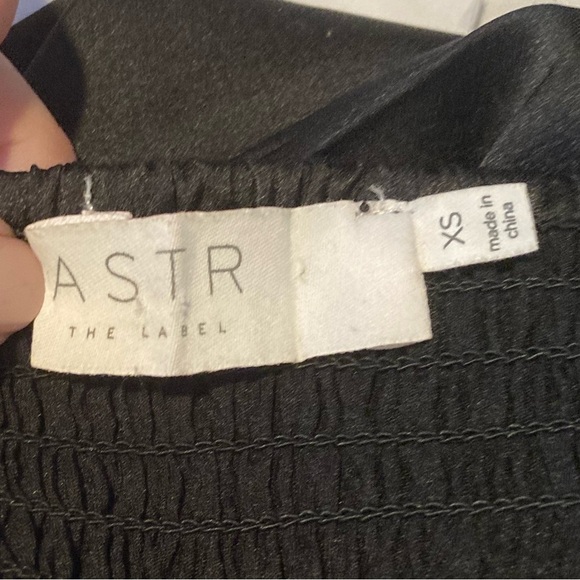 ASTR
THE LABEL
XS
made in
china